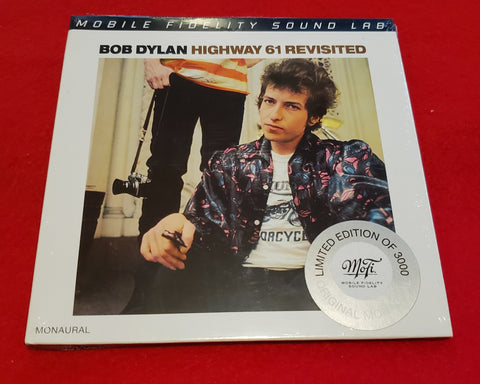 MOBILE FIDELITY SOUND LAB
BOB DYLAN HIGHWAY 61 REVISITED
LIMITED EDITION OF 3000
MoFi
MOBILE FIDELITY
SOUND LAB
ORIGINAL
MONAURAL